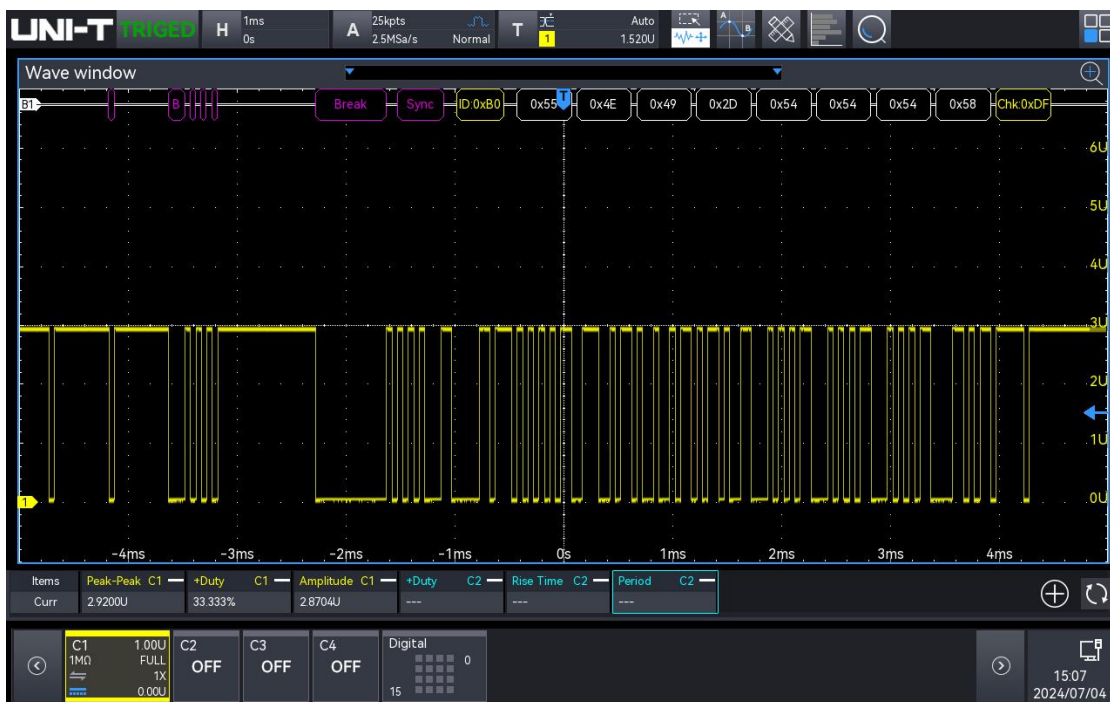 UNI-T TRIGED H 1ms 0s A 25kpts 2.5MSa/s Normal T 1 Auto 1.520U A B
Wave window
B1 B Break Sync ID:0xB0 0x55 T 0x4E 0x49 0x2D 0x54 0x54 0x54 0x58 Chk:0xDF
6U
5U
4U
3U
2U
1U
1 0U
-4ms -3ms -2ms -1ms 0s 1ms 2ms 3ms 4ms
Items Peak-Peak C1 +Duty C1 Amplitude C1 +Duty C2 Rise Time C2 Period C2
Curr 2.9200U 33.333% 2.8704U --- --- ---
C1 1.00U C2 C3 C4 Digital
1MΩ FULL OFF OFF OFF 0
1X
0.00U 15
15:07
2024/07/04